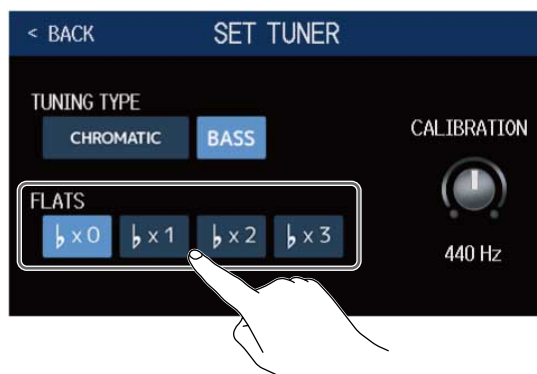 < BACK
SET TUNER
TUNING TYPE
CHROMATIC
BASS
CALIBRATION
FLATS
♭x0
♭x1
♭x2
♭x3
440 Hz